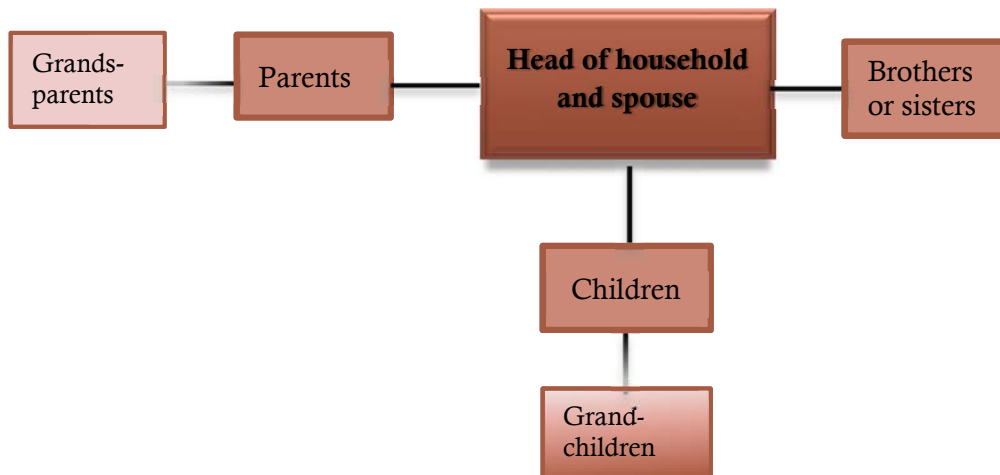 Grands-
parents
Parents
Head of household
and spouse
Brothers
or sisters
Children
Grand-
children